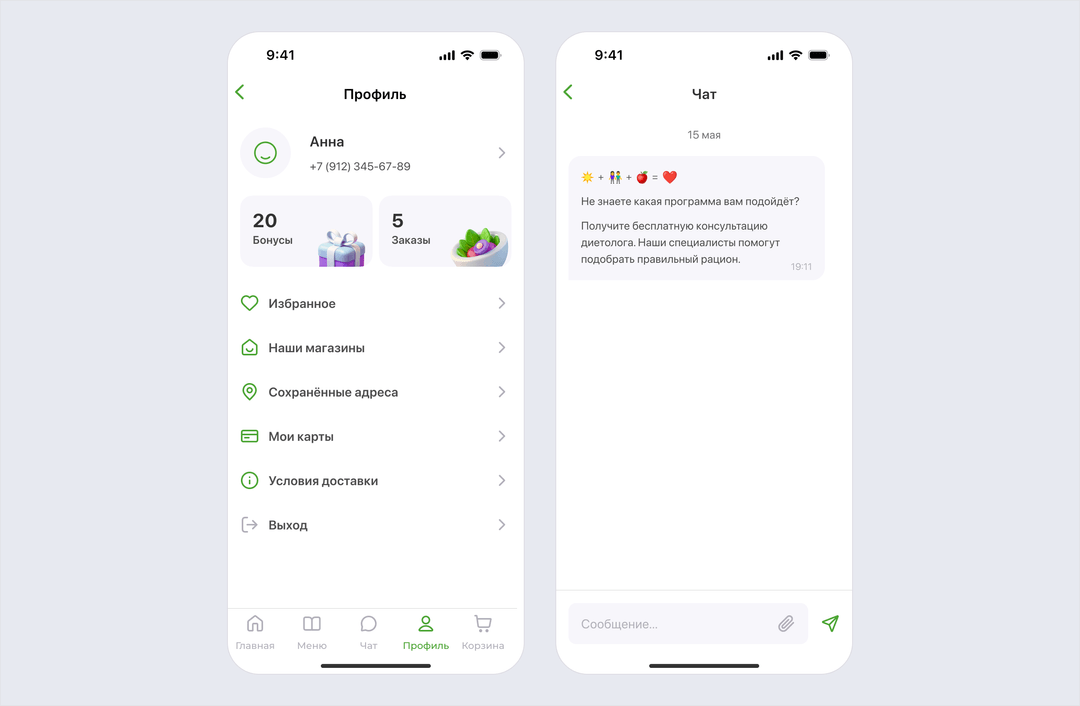 9:41
Профиль
Анна
+7 (912) 345-67-89
20
Бонусы
5
Заказы
Избранное
Наши магазины
Сохранённые адреса
Мои карты
Условия доставки
Выход
Главная
Меню
Чат
Профиль
Корзина
9:41
Чат
15 мая
☀️ + 👫 + 🍎 = ❤️
Не знаете какая программа вам подойдёт?
Получите бесплатную консультацию
диетолога. Наши специалисты помогут
подобрать правильный рацион.
19:11
Сообщение...